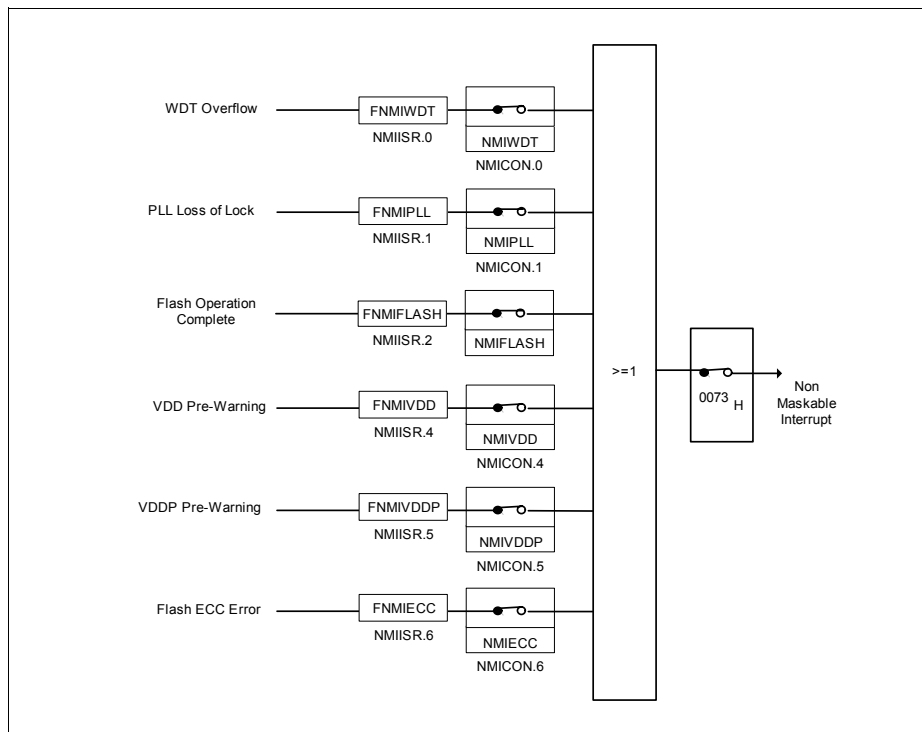 WDT Overflow
FNMIWDT
NMIISR.0
NMIWDT
NMICON.0
PLL Loss of Lock
FNMIPLL
NMIISR.1
NMIPLL
NMICON.1
Flash Operation
Complete
FNMIFLASH
NMIISR.2
NMIFLASH
VDD Pre-Warning
FNMIVDD
NMIISR.4
NMIVDD
NMICON.4
VDDP Pre-Warning
FNMIVDDP
NMIISR.5
NMIVDDP
NMICON.5
Flash ECC Error
FNMIECC
NMIISR.6
NMIECC
NMICON.6
>=1
0073 H
Non
Maskable
Interrupt